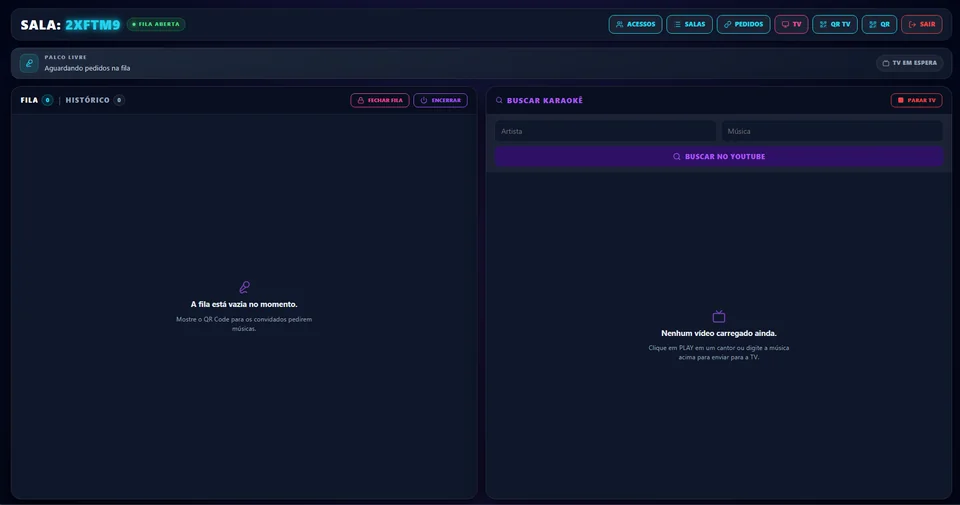 SALA: 2XFTM9
FILA ABERTA
ACESSOS
SALAS
PEDIDOS
TV
QR TV
QR
SAIR
PALCO LIVRE
Aguardando pedidos na fila
TV EM ESPERA
FILA 0 | HISTÓRICO 0
FECHAR FILA
ENCERRAR
BUSCAR KARAOKÊ
PARAR TV
Artista
Música
BUSCAR NO YOUTUBE
A fila está vazia no momento.
Mostre o QR Code para os convidados pedirem
músicas.
Nenhum vídeo carregado ainda.
Clique em PLAY em um cantor ou digite a música
acima para enviar para a TV.